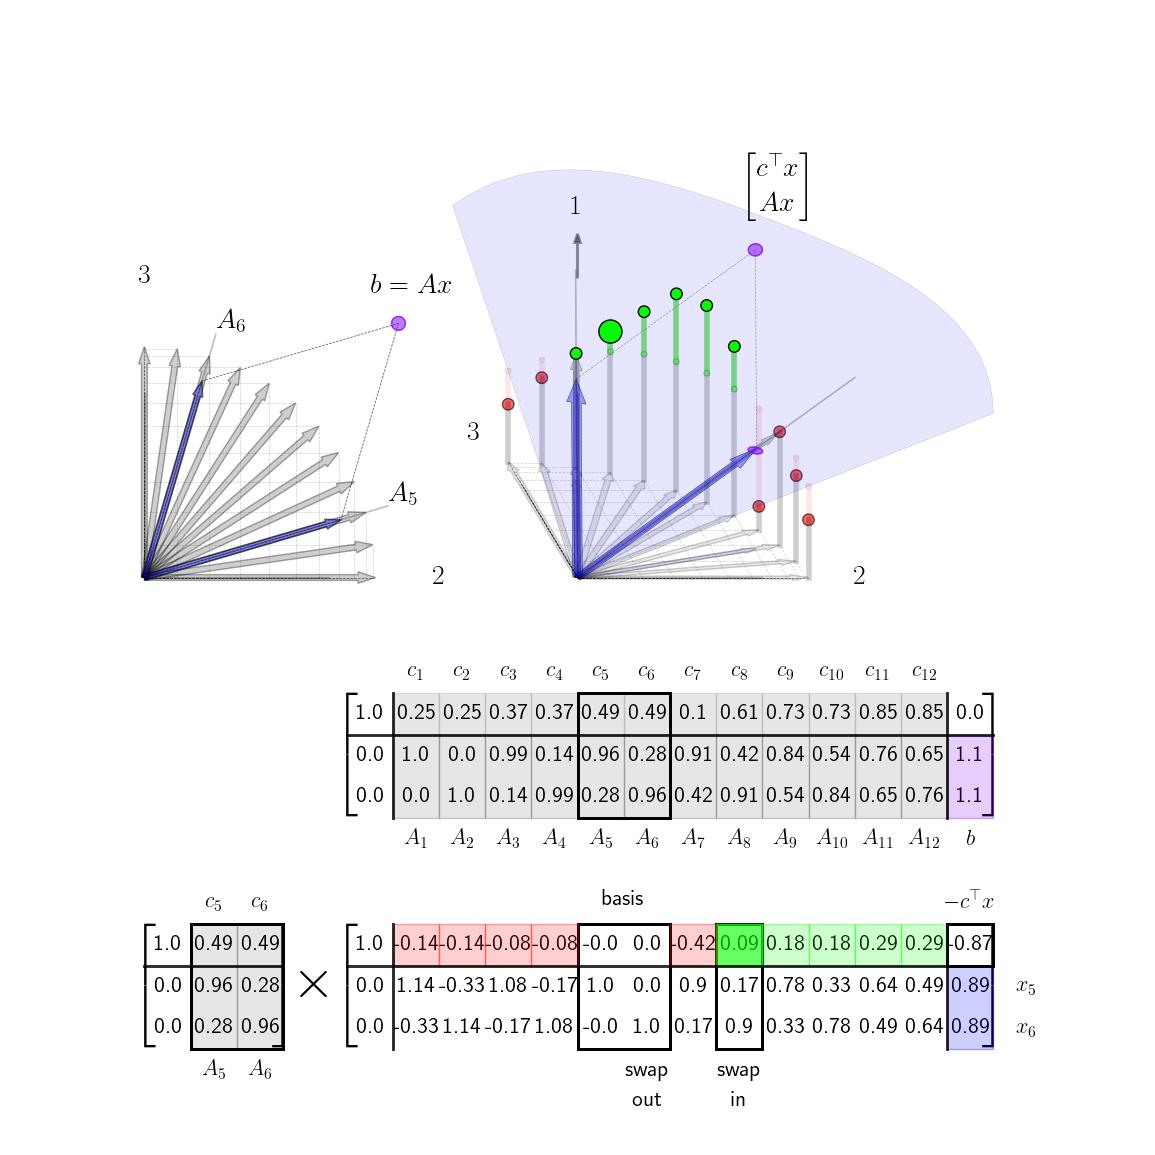 [c⊤x
Ax]
1
3
b = Ax
A6
3
A5
2
2
c1 c2 c3 c4 c5 c6 c7 c8 c9 c10 c11 c12
1.0 0.25 0.25 0.37 0.37 0.49 0.49 0.1 0.61 0.73 0.73 0.85 0.85 0.0
0.0 1.0 0.0 0.99 0.14 0.96 0.28 0.91 0.42 0.84 0.54 0.76 0.65 1.1
0.0 0.0 1.0 0.14 0.99 0.28 0.96 0.42 0.91 0.54 0.84 0.65 0.76 1.1
A1 A2 A3 A4 A5 A6 A7 A8 A9 A10 A11 A12 b
c5 c6 basis −c⊤x
1.0 0.49 0.49 1.0 -0.14 -0.14 -0.08 -0.08 -0.0 0.0 -0.42 0.09 0.18 0.18 0.29 0.29 -0.87
0.0 0.96 0.28 × 0.0 1.14 -0.33 1.08 -0.17 1.0 0.0 0.9 0.17 0.78 0.33 0.64 0.49 0.89 x5
0.0 0.28 0.96 0.0 -0.33 1.14 -0.17 1.08 -0.0 1.0 0.17 0.9 0.33 0.78 0.49 0.64 0.89 x6
A5 A6 swap swap
out in